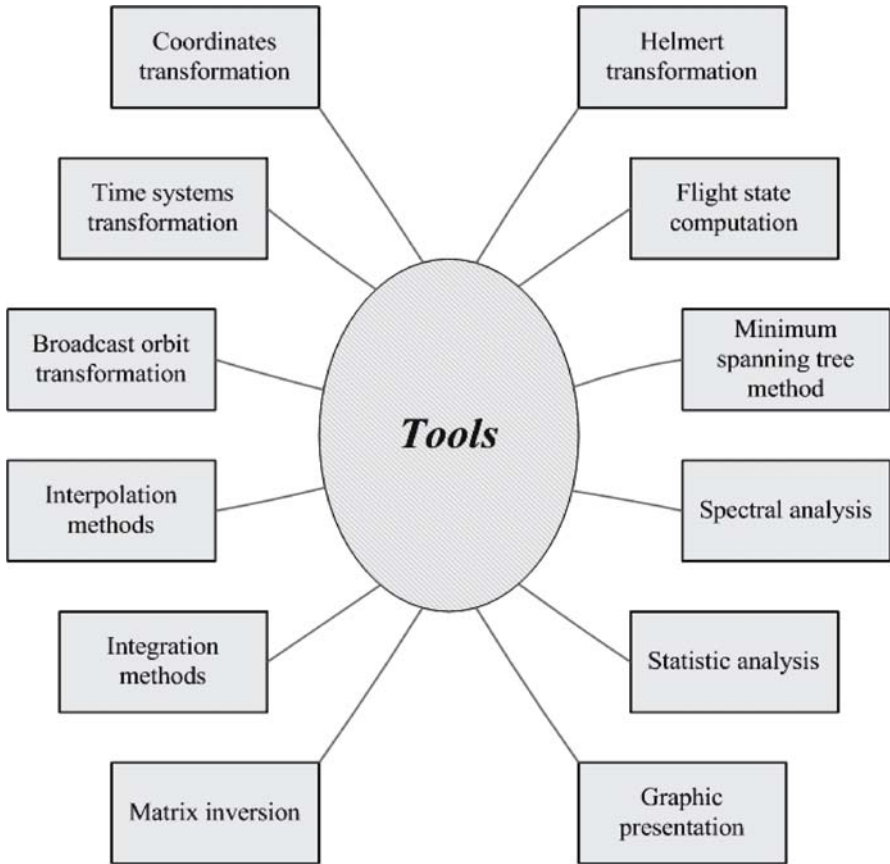 Coordinates
transformation
Helmert
transformation
Time systems
transformation
Flight state
computation
Broadcast orbit
transformation
Minimum
spanning tree
method
Tools
Interpolation
methods
Spectral analysis
Integration
methods
Statistic analysis
Matrix inversion
Graphic
presentation